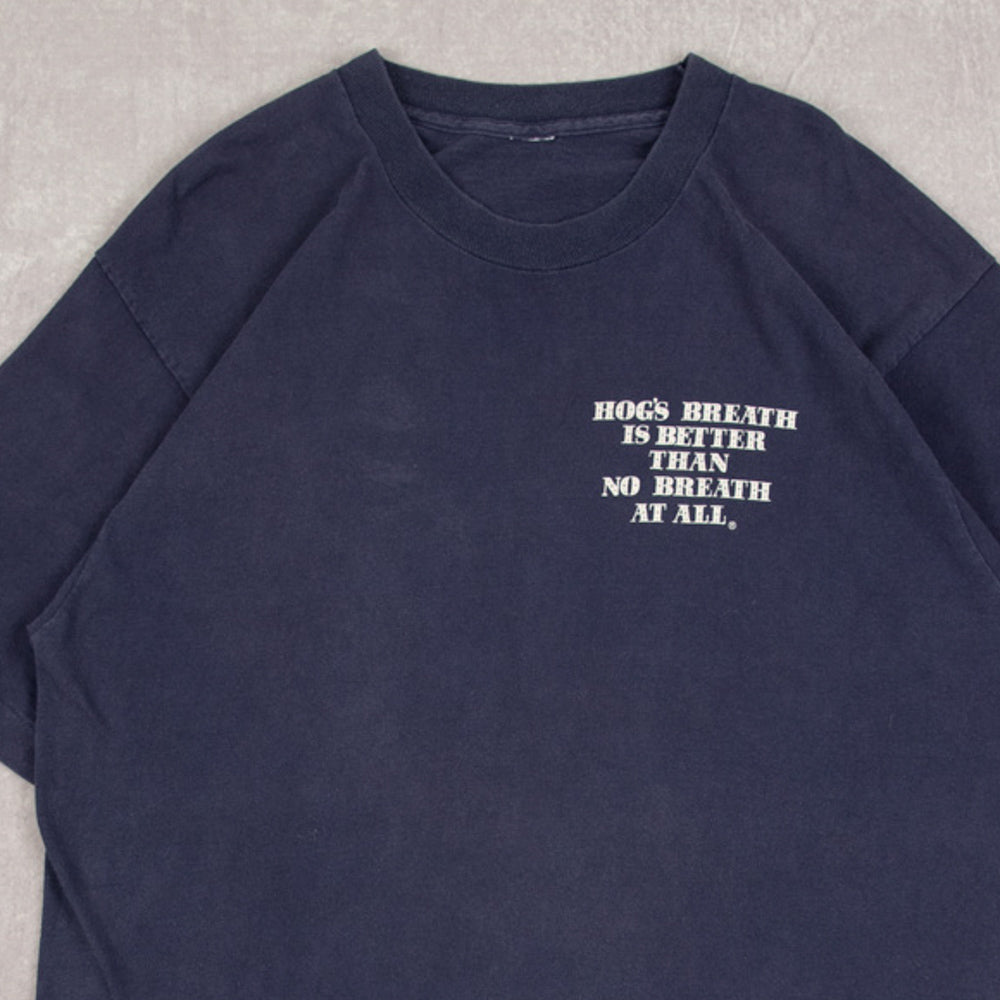 HOG'S BREATH
IS BETTER
THAN
NO BREATH
AT ALL.®